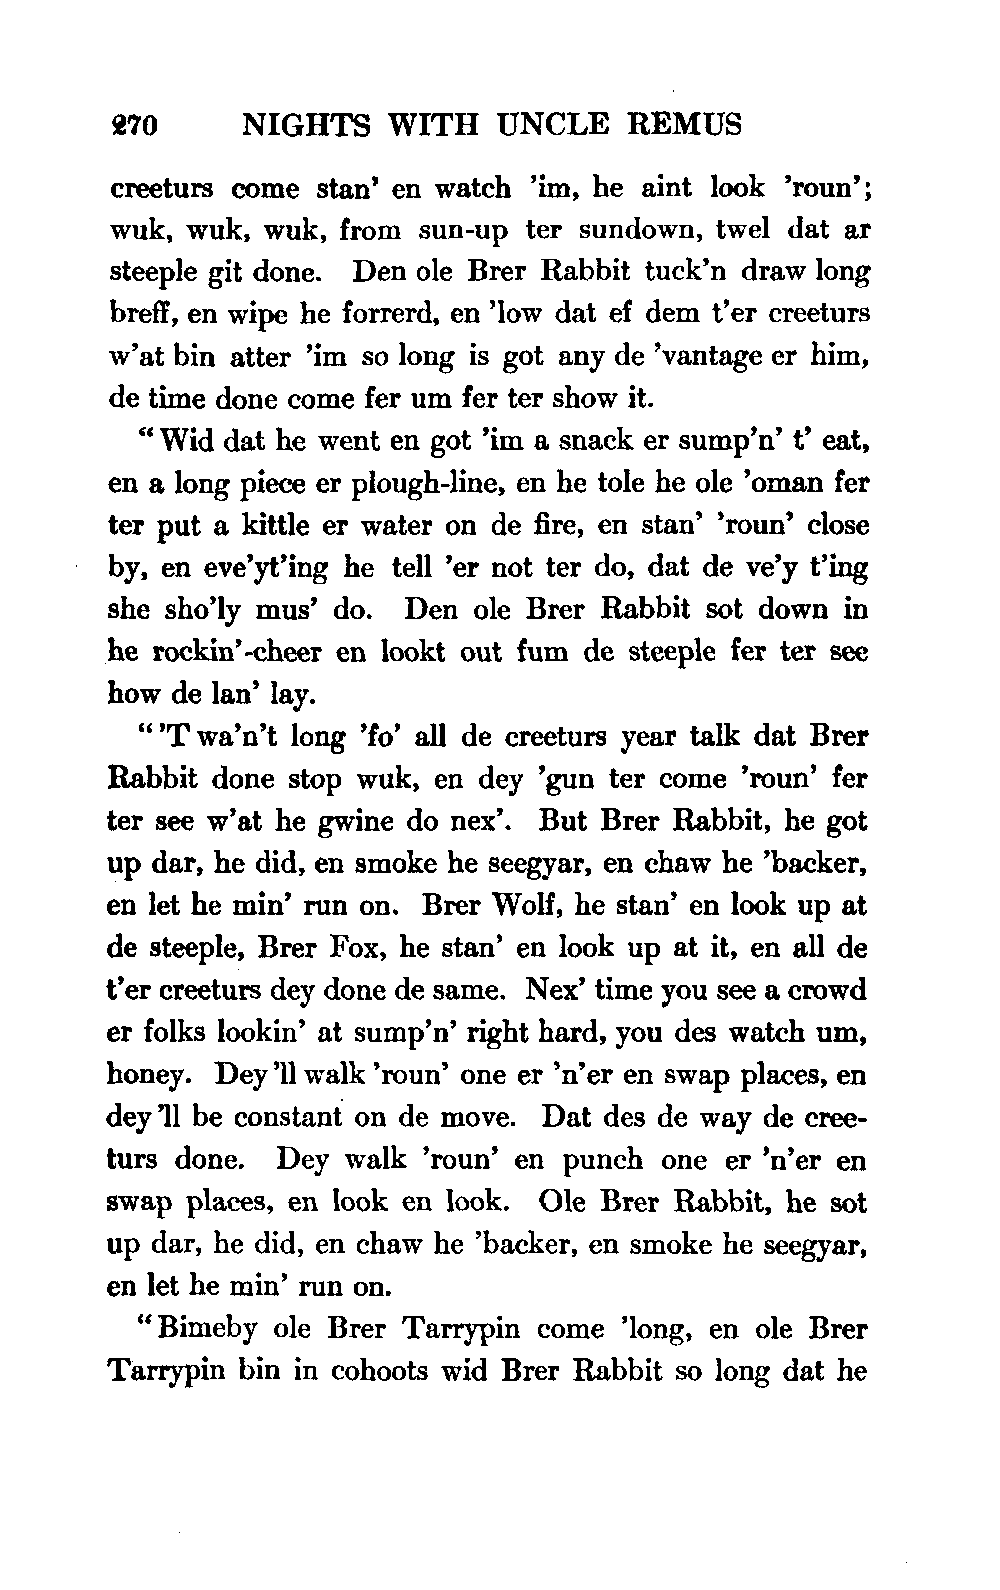 270 NIGHTS WITH UNCLE REMUS
creeturs come stan' en watch 'im, he aint look 'roun';
wuk, wuk, wuk, from sun-up ter sundown, twel dat ar
steeple git done. Den ole Brer Rabbit tuck'n draw long
breff, en wipe he forrerd, en 'low dat ef dem t'er creeturs
w'at bin atter 'im so long is got any de 'vantage er him,
de time done come fer um fer ter show it.
"Wid dat he went en got 'im a snack er sump'n' t' eat,
en a long piece er plough-line, en he tole he ole 'oman fer
ter put a kittle er water on de fire, en stan' 'roun' close
by, en eve'yt'ing he tell 'er not ter do, dat de ve'y t'ing
she sho'ly mus' do. Den ole Brer Rabbit sot down in
he rockin'-cheer en lookt out fum de steeple fer ter see
how de lan' lay.
"'T wa'n't long 'fo' all de creeturs year talk dat Brer
Rabbit done stop wuk, en dey 'gun ter come 'roun' fer
ter see w'at he gwine do nex'. But Brer Rabbit, he got
up dar, he did, en smoke he seegyar, en chaw he 'backer,
en let he min' run on. Brer Wolf, he stan' en look up at
de steeple, Brer Fox, he stan' en look up at it, en all de
t'er creeturs dey done de same. Nex' time you see a crowd
er folks lookin' at sump'n' right hard, you des watch um,
honey. Dey 'll walk 'roun' one er 'n'er en swap places, en
dey 'll be constant on de move. Dat des de way de cree-
turs done. Dey walk 'roun' en punch one er 'n'er en
swap places, en look en look. Ole Brer Rabbit, he sot
up dar, he did, en chaw he 'backer, en smoke he seegyar,
en let he min' run on.
"Bimeby ole Brer Tarrypin come 'long, en ole Brer
Tarrypin bin in cohoots wid Brer Rabbit so long dat he